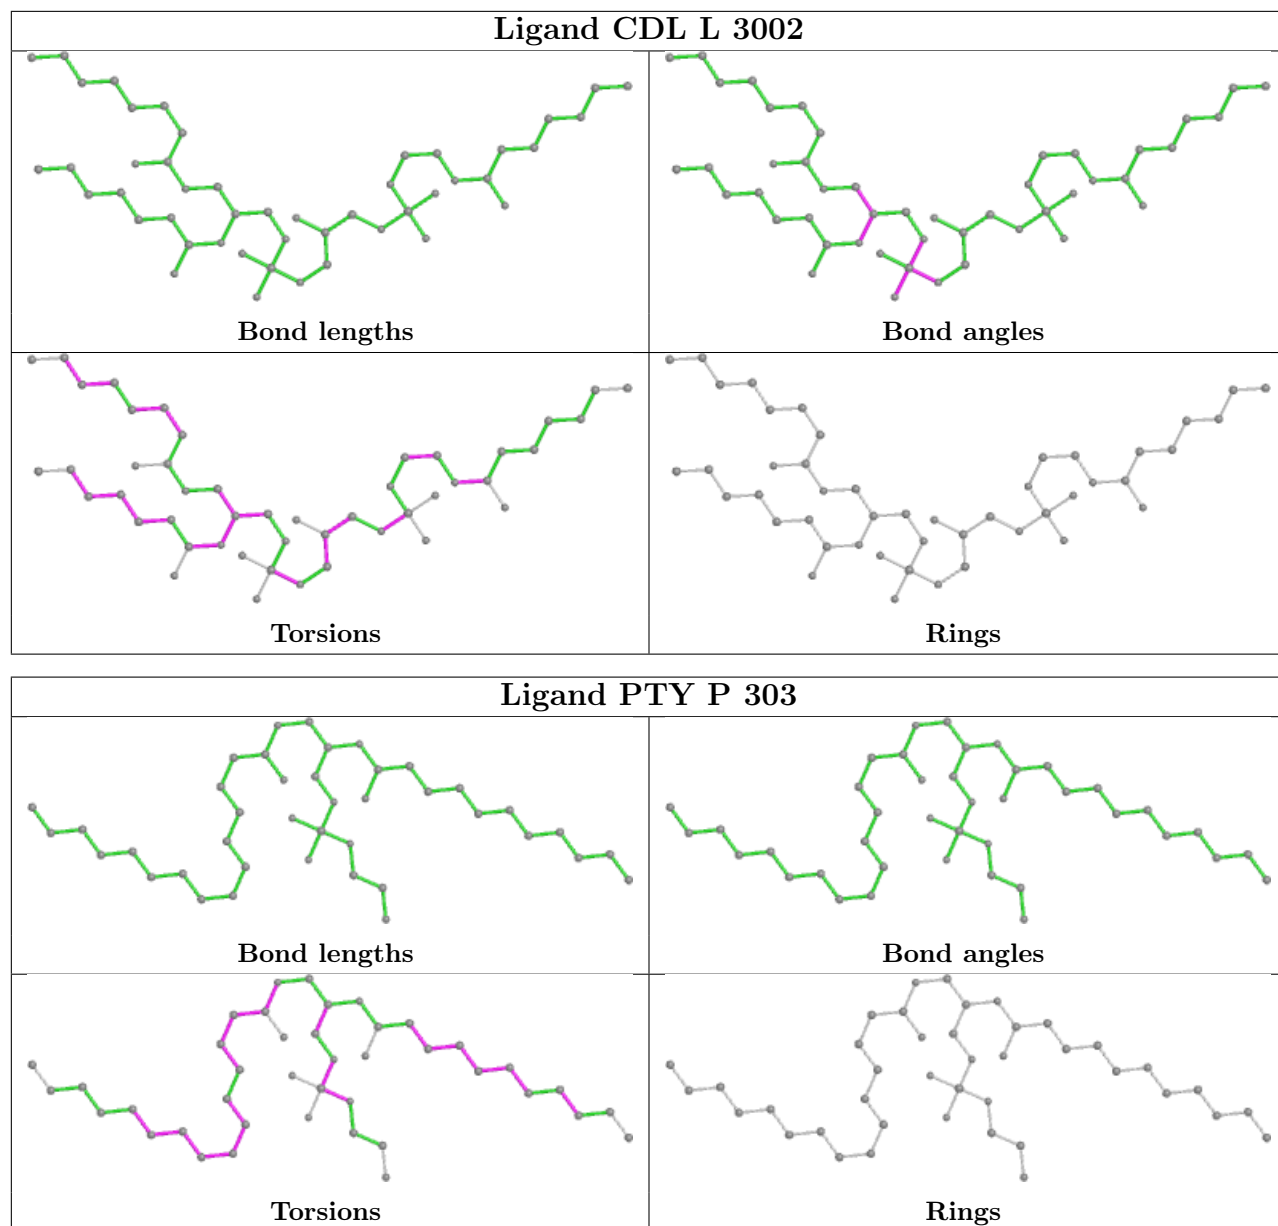 Ligand CDL L 3002
Bond lengths
Bond angles
Torsions
Rings
Ligand PTY P 303
Bond lengths
Bond angles
Torsions
Rings